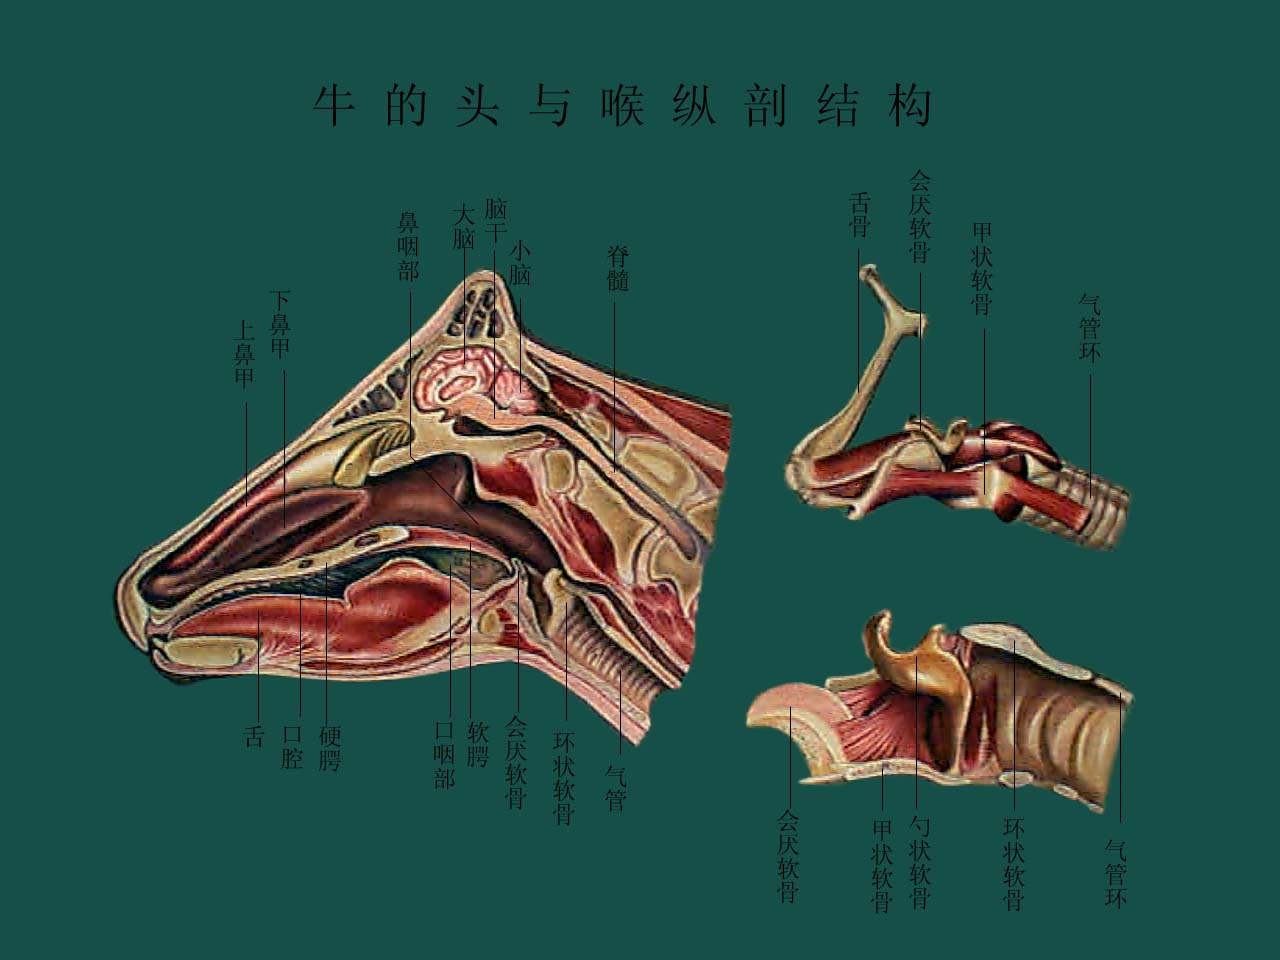 牛的头与喉纵剖结构
上鼻甲
下鼻甲
鼻咽部
大脑
脑干
小脑
脊髓
舌骨
会厌软骨
甲状软骨
气管环
舌
口腔
硬腭
口咽部
软腭
会厌软骨
环状软骨
气管
会厌软骨
甲状软骨
勺状软骨
环状软骨
气管环